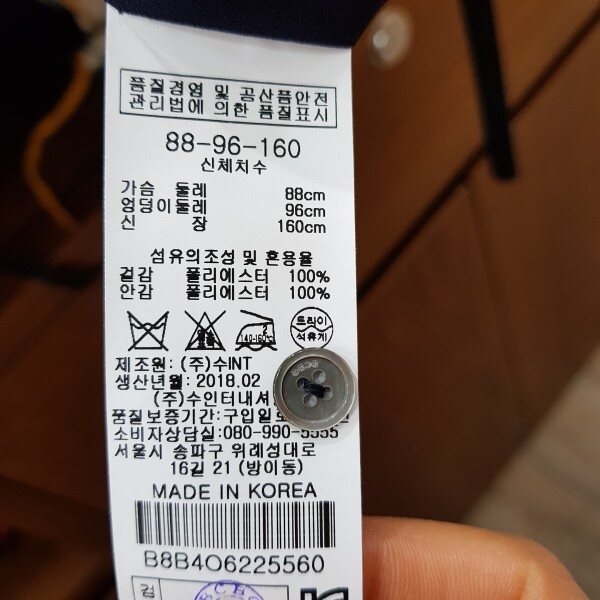 품질경영 및 공산품안전
관리법에 의한 품질표시
88-96-160
신체치수
가슴 둘레 88cm
엉덩이둘레 96cm
신 장 160cm
섬유의조성 및 혼용율
겉감 폴리에스터 100%
안감 폴리에스터 100%
140-160℃
드라이
석유계
제조원: (주)수INT
생산년월: 2018.02
(주)수인터내셔
품질보증기간: 구입일로
소비자상담실: 080-990-5555
서울시 송파구 위례성대로
16길 21 (방이동)
MADE IN KOREA
B8B4O6225560
검